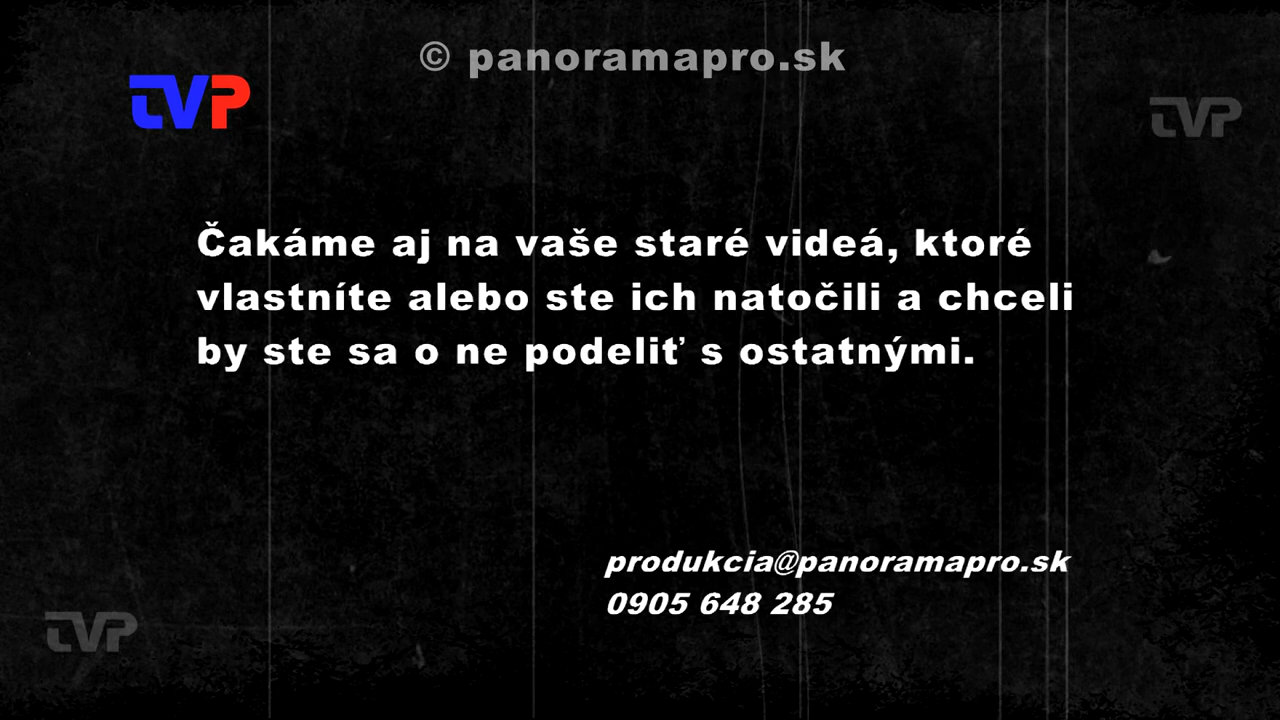 © panoramapro.sk
TVP
TVP
Čakáme aj na vaše staré videá, ktoré
vlastníte alebo ste ich natočili a chceli
by ste sa o ne podeliť s ostatnými.
produkcia@panoramapro.sk
0905 648 285
TVP